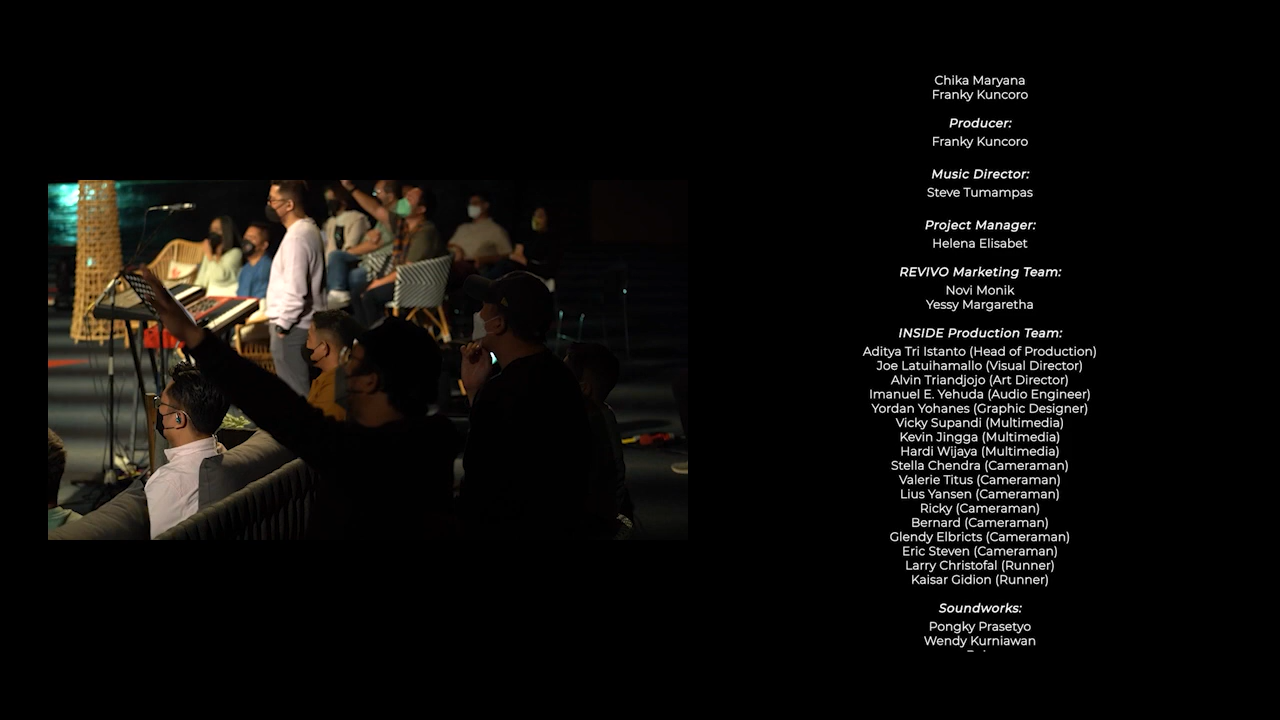 Chika Maryana
Franky Kuncoro
Producer:
Franky Kuncoro
Music Director:
Steve Tumampas
Project Manager:
Helena Elisabet
REVIVO Marketing Team:
Novi Monik
Yessy Margaretha
INSIDE Production Team:
Aditya Tri Istanto (Head of Production)
Joe Latuihamallo (Visual Director)
Alvin Triandjojo (Art Director)
Imanuel E. Yehuda (Audio Engineer)
Yordan Yohanes (Graphic Designer)
Vicky Supandi (Multimedia)
Kevin Jingga (Multimedia)
Hardi Wijaya (Multimedia)
Stella Chendra (Cameraman)
Valerie Titus (Cameraman)
Lius Yansen (Cameraman)
Ricky (Cameraman)
Bernard (Cameraman)
Glendy Elbricts (Cameraman)
Eric Steven (Cameraman)
Larry Christofal (Runner)
Kaisar Gidion (Runner)
Soundworks:
Pongky Prasetyo
Wendy Kurniawan